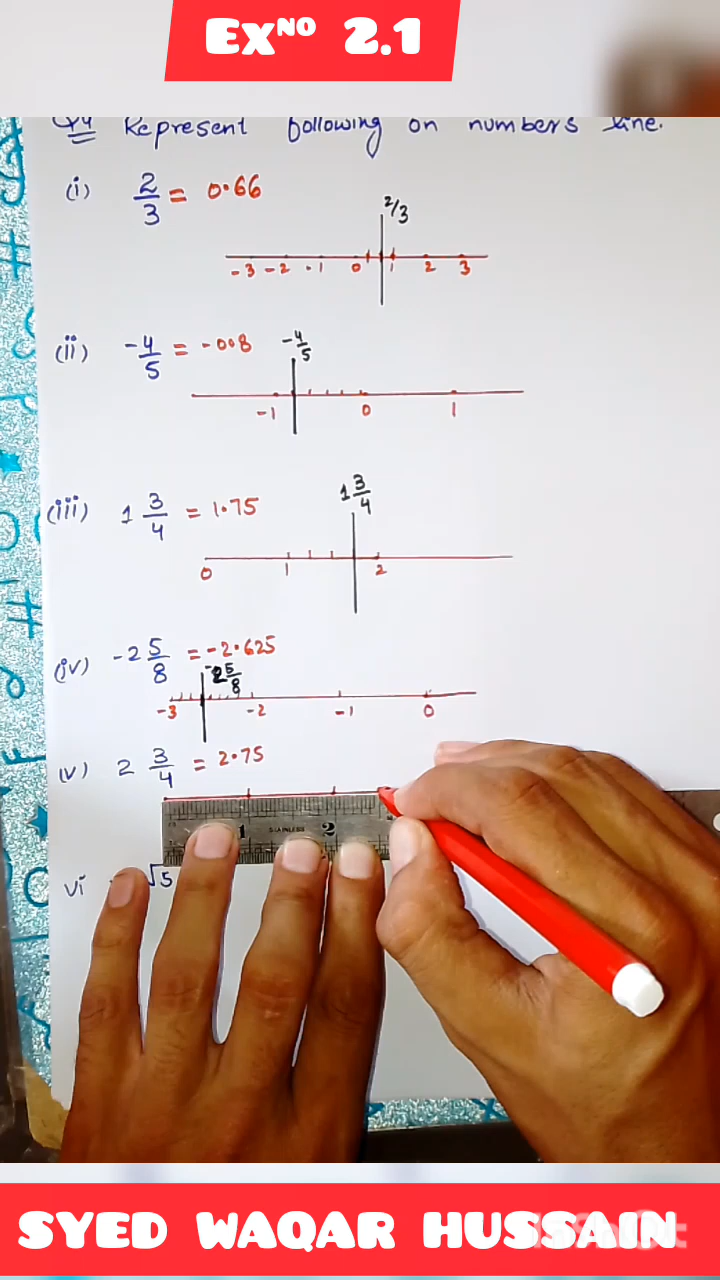 Exᴺᴼ 2.1
Q4 Represent following on numbers line.
(i) 2/3 = 0.66
2/3
-3 -2 -1 0 1 2 3
(ii) -4/5 = -0.8
-4/5
-1 0 1
(iii) 1 3/4 = 1.75
1 3/4
0 1 2
(iv) -2 5/8 = -2.625
-2 5/8
-3 -2 -1 0
(v) 2 3/4 = 2.75
1 STAINLESS 2
vi √5
SYED WAQAR HUSSAIN